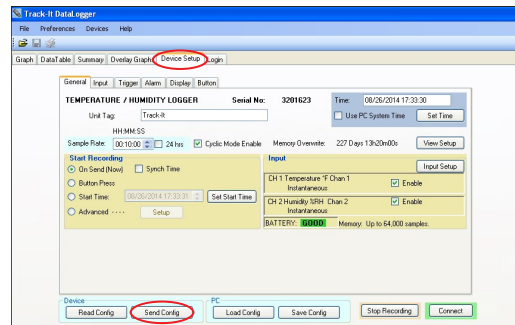 Track-It DataLogger
File Preferences Devices Help
Graph DataTable Summary Overlay Graphs Device Setup Login
General Input Trigger Alarm Display Button
TEMPERATURE / HUMIDITY LOGGER Serial No: 3201623 Time: 08/26/2014 17:33:30
Unit Tag: Track-It Use PC System Time Set Time
HH:MM:SS
Sample Rate: 00:10:00 24 hrs Cyclic Mode Enable Memory Overwrite: 227 Days 13h20m00s View Setup
Start Recording Input
On Send (Now) Synch Time Input Setup
CH 1 Temperature °F Chan 1
Button Press Instantaneous Enable
Start Time: 08/26/2014 17:33:31 Set Start Time CH 2 Humidity %RH Chan 2 Enable
Advanced ---- Setup Instantaneous
BATTERY: GOOD Memory: Up to 64,000 samples.
Device PC
Read Config Send Config Load Config Save Config Stop Recording Connect